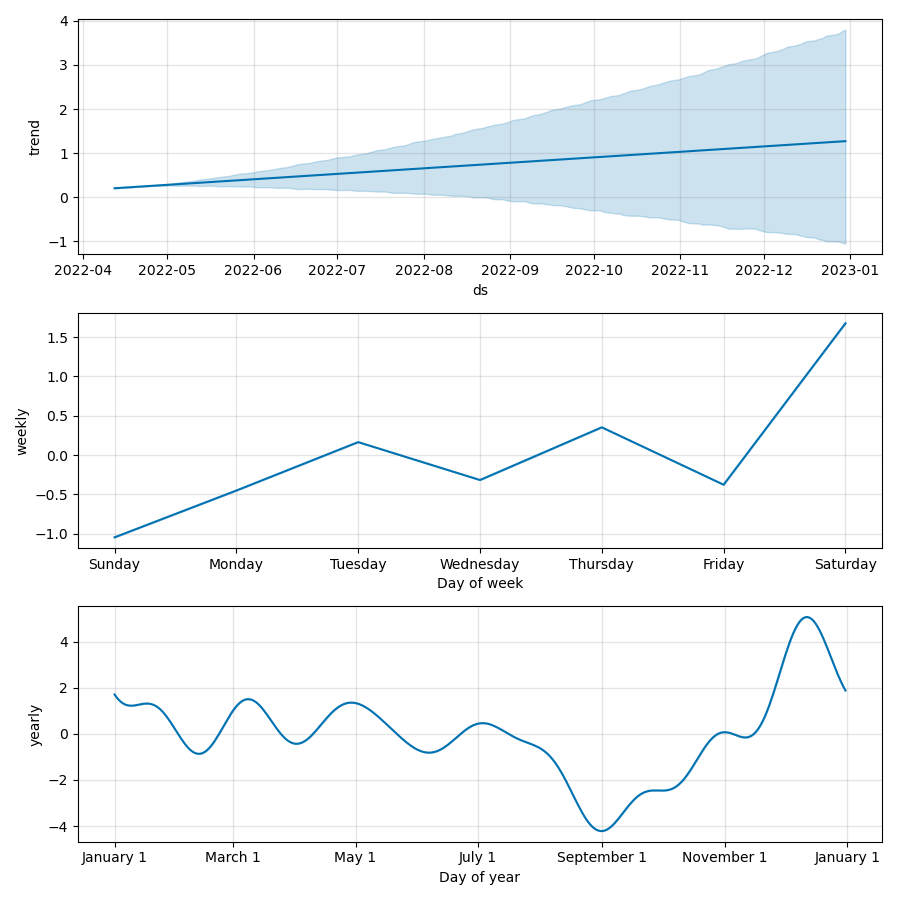 4
3
2
1
0
−1
trend
2022-04 2022-05 2022-06 2022-07 2022-08 2022-09 2022-10 2022-11 2022-12 2023-01
ds
1.5
1.0
0.5
0.0
−0.5
−1.0
weekly
Sunday Monday Tuesday Wednesday Thursday Friday Saturday
Day of week
4
2
0
−2
−4
yearly
January 1 March 1 May 1 July 1 September 1 November 1 January 1
Day of year